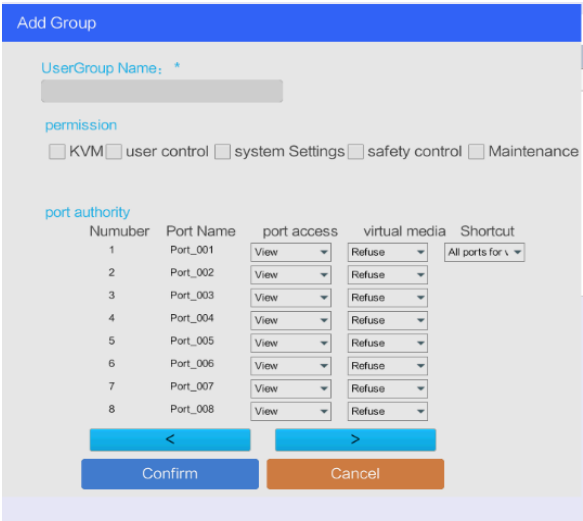 Add Group
UserGroup Name: *
permission
KVM user control system Settings safety control Maintenance
port authority
Numuber Port Name port access virtual media Shortcut
1 Port_001 View Refuse All ports for
2 Port_002 View Refuse
3 Port_003 View Refuse
4 Port_004 View Refuse
5 Port_005 View Refuse
6 Port_006 View Refuse
7 Port_007 View Refuse
8 Port_008 View Refuse
< >
Confirm Cancel